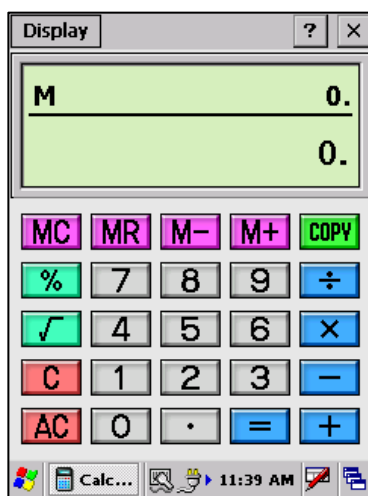 Display ? ×
M 0.
0.
MC MR M− M+ COPY
% 7 8 9 ÷
√ 4 5 6 ×
C 1 2 3 −
AC 0 · = +
Calc... 11:39 AM